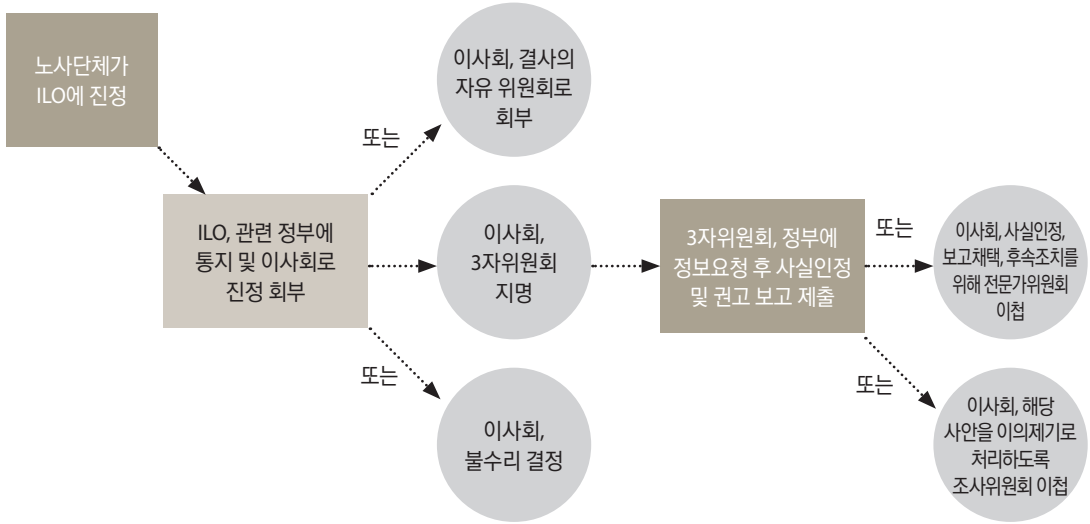 노사단체가
ILO에 진정
또는
이사회, 결사의
자유 위원회로
회부
ILO, 관련 정부에
통지 및 이사회로
진정 회부
이사회,
3자위원회
지명
3자위원회, 정부에
정보요청 후 사실인정
및 권고 보고 제출
또는
이사회, 사실인정,
보고채택, 후속조치를
위해 전문가위원회
이첩
또는
이사회,
불수리 결정
또는
이사회, 해당
사안을 이의제기로
처리하도록
조사위원회 이첩